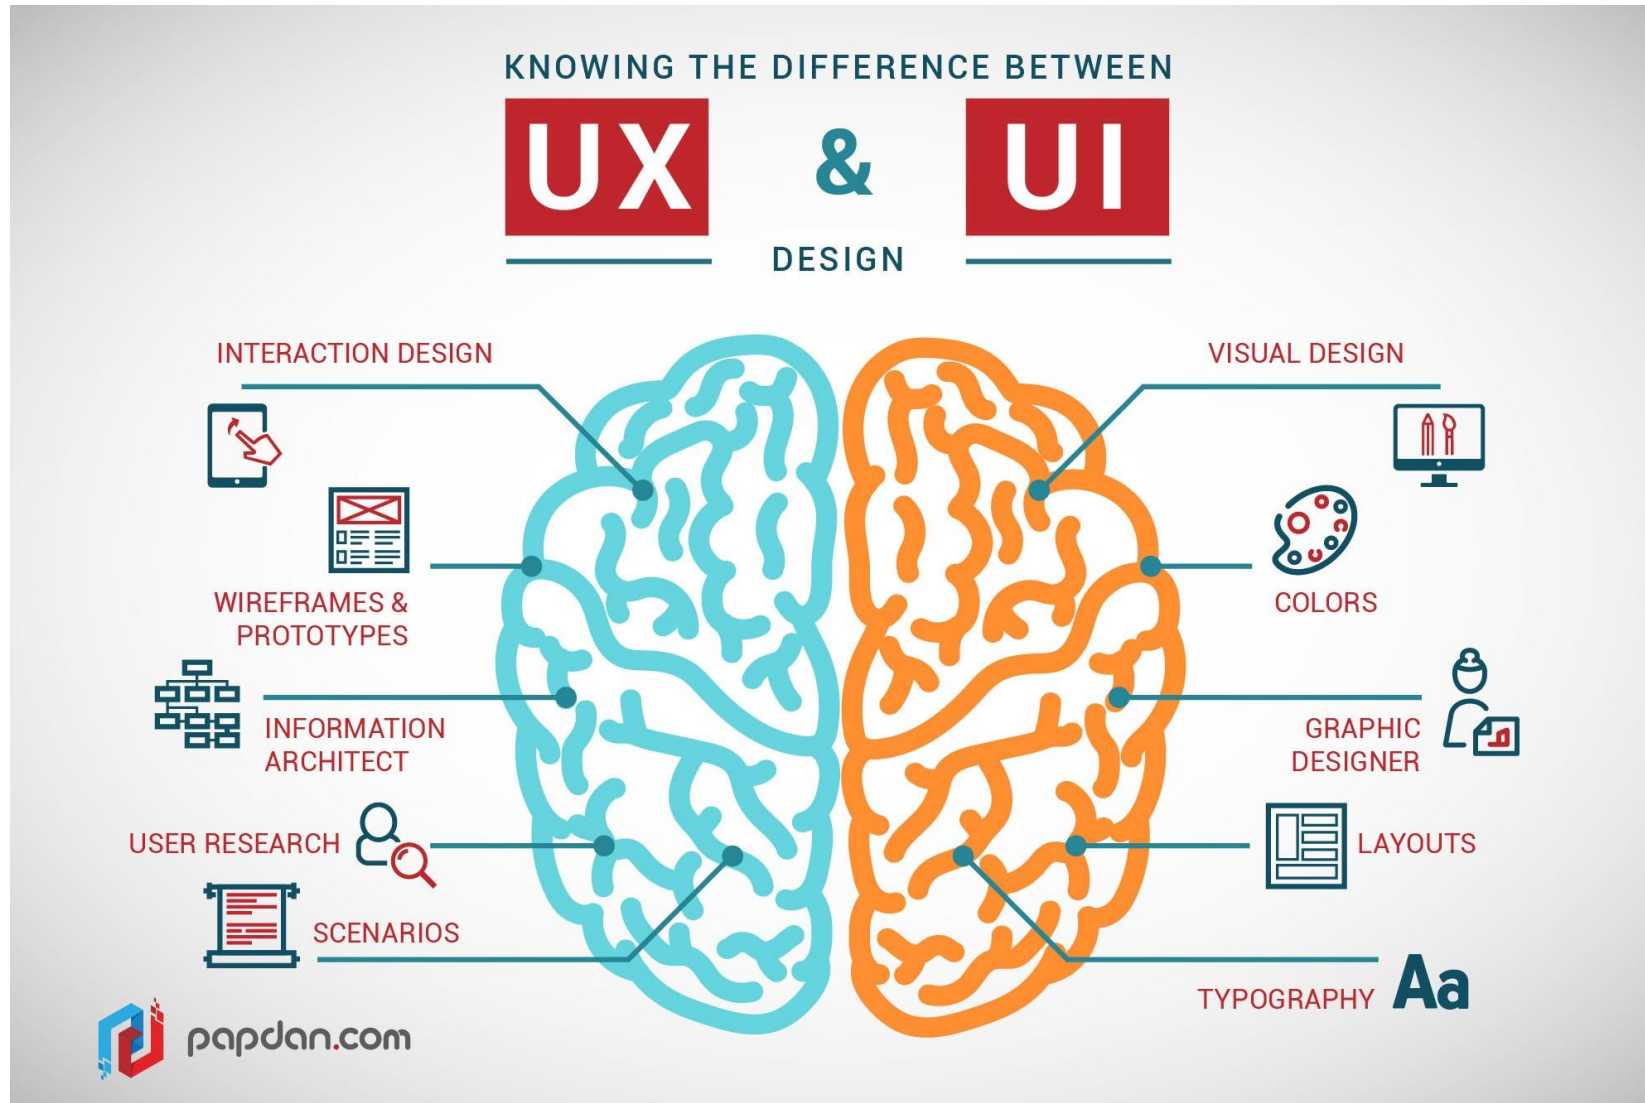 KNOWING THE DIFFERENCE BETWEEN
UX & UI
DESIGN
INTERACTION DESIGN
WIREFRAMES &
PROTOTYPES
INFORMATION
ARCHITECT
USER RESEARCH
SCENARIOS
VISUAL DESIGN
COLORS
GRAPHIC
DESIGNER
LAYOUTS
TYPOGRAPHY Aa
papdan.com